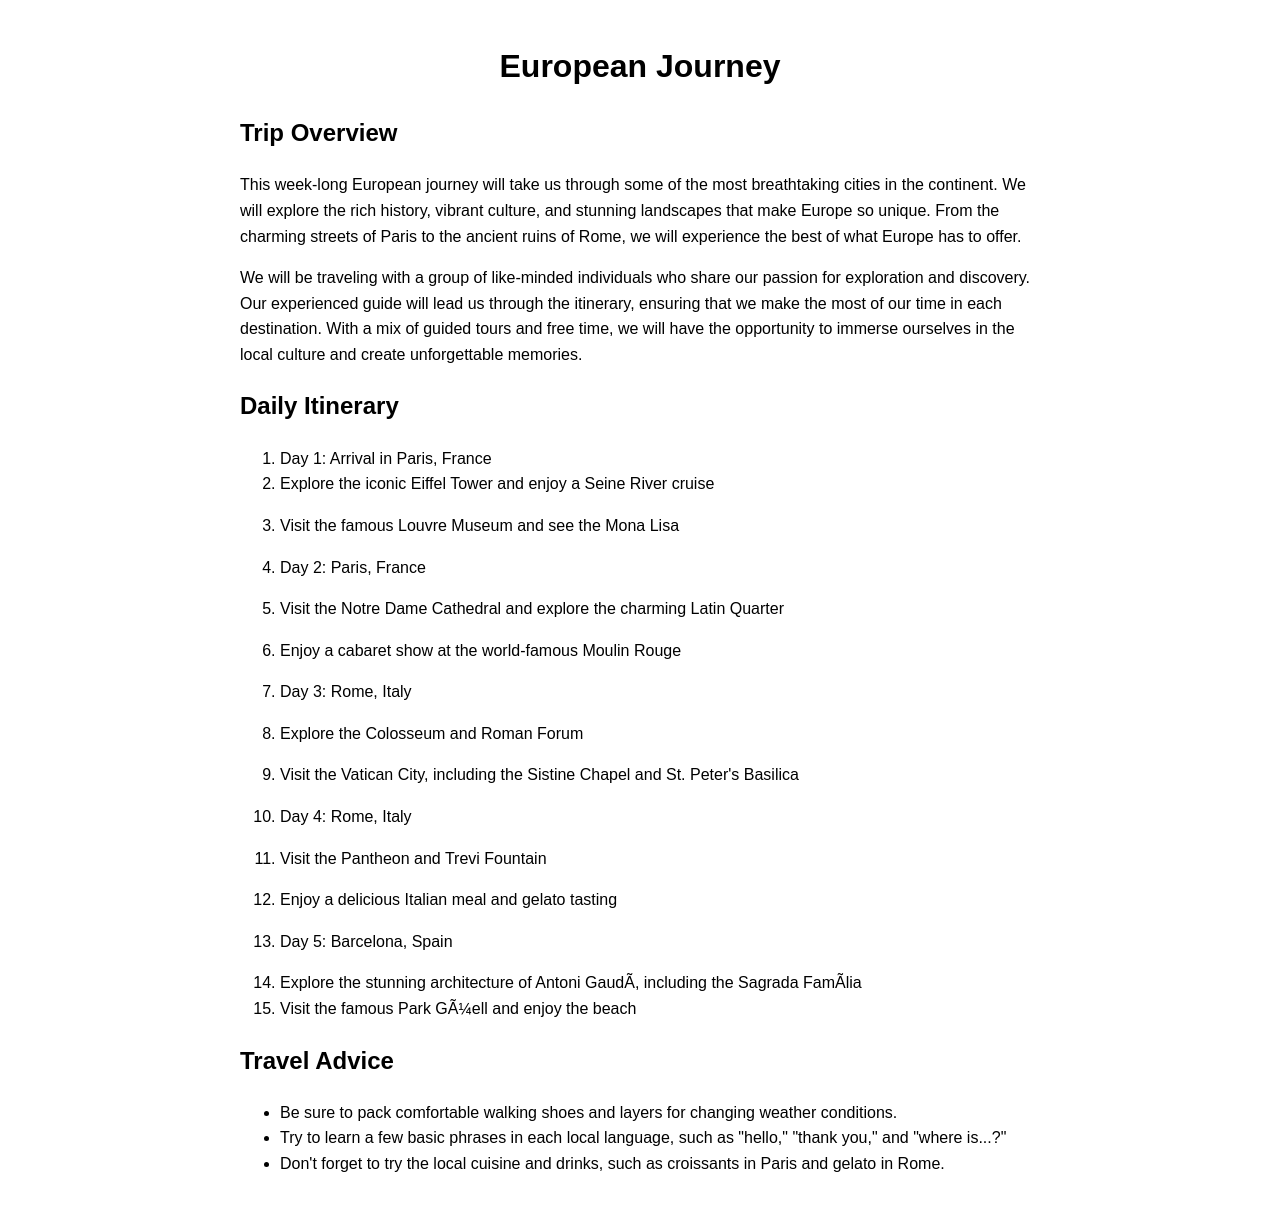 European Journey
Trip Overview
This week-long European journey will take us through some of the most breathtaking cities in the continent. We
will explore the rich history, vibrant culture, and stunning landscapes that make Europe so unique. From the
charming streets of Paris to the ancient ruins of Rome, we will experience the best of what Europe has to offer.
We will be traveling with a group of like-minded individuals who share our passion for exploration and discovery.
Our experienced guide will lead us through the itinerary, ensuring that we make the most of our time in each
destination. With a mix of guided tours and free time, we will have the opportunity to immerse ourselves in the
local culture and create unforgettable memories.
Daily Itinerary
1. Day 1: Arrival in Paris, France
2. Explore the iconic Eiffel Tower and enjoy a Seine River cruise
3. Visit the famous Louvre Museum and see the Mona Lisa
4. Day 2: Paris, France
5. Visit the Notre Dame Cathedral and explore the charming Latin Quarter
6. Enjoy a cabaret show at the world-famous Moulin Rouge
7. Day 3: Rome, Italy
8. Explore the Colosseum and Roman Forum
9. Visit the Vatican City, including the Sistine Chapel and St. Peter's Basilica
10. Day 4: Rome, Italy
11. Visit the Pantheon and Trevi Fountain
12. Enjoy a delicious Italian meal and gelato tasting
13. Day 5: Barcelona, Spain
14. Explore the stunning architecture of Antoni GaudÃ, including the Sagrada FamÃlia
15. Visit the famous Park GÃ¼ell and enjoy the beach
Travel Advice
• Be sure to pack comfortable walking shoes and layers for changing weather conditions.
• Try to learn a few basic phrases in each local language, such as "hello," "thank you," and "where is...?"
• Don't forget to try the local cuisine and drinks, such as croissants in Paris and gelato in Rome.